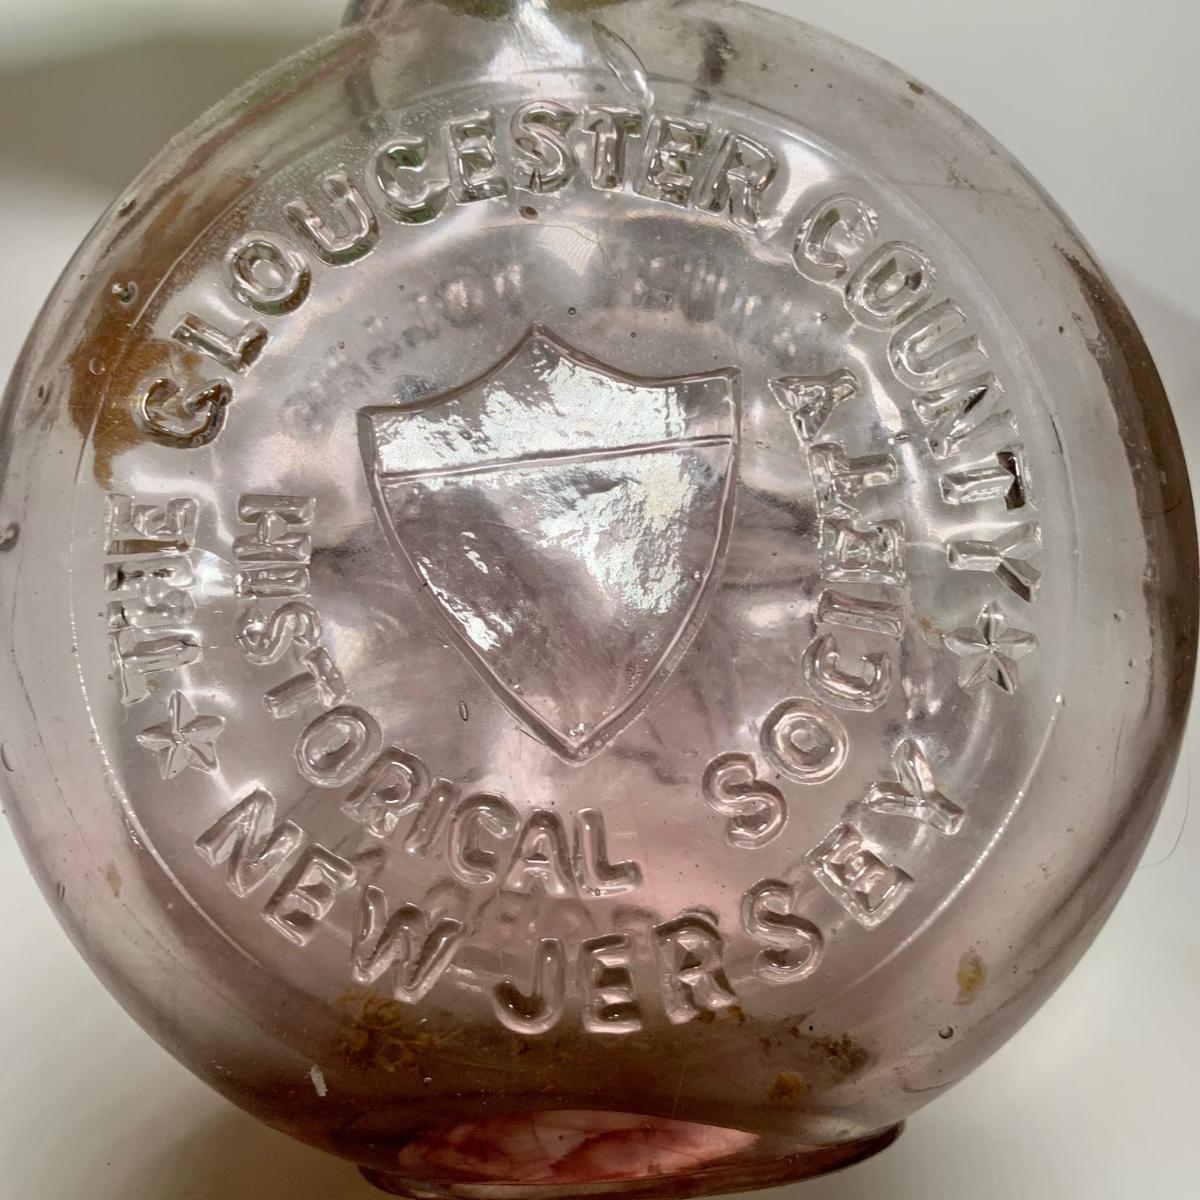 THE GLOUCESTER COUNTY
HISTORICAL SOCIETY
NEW JERSEY